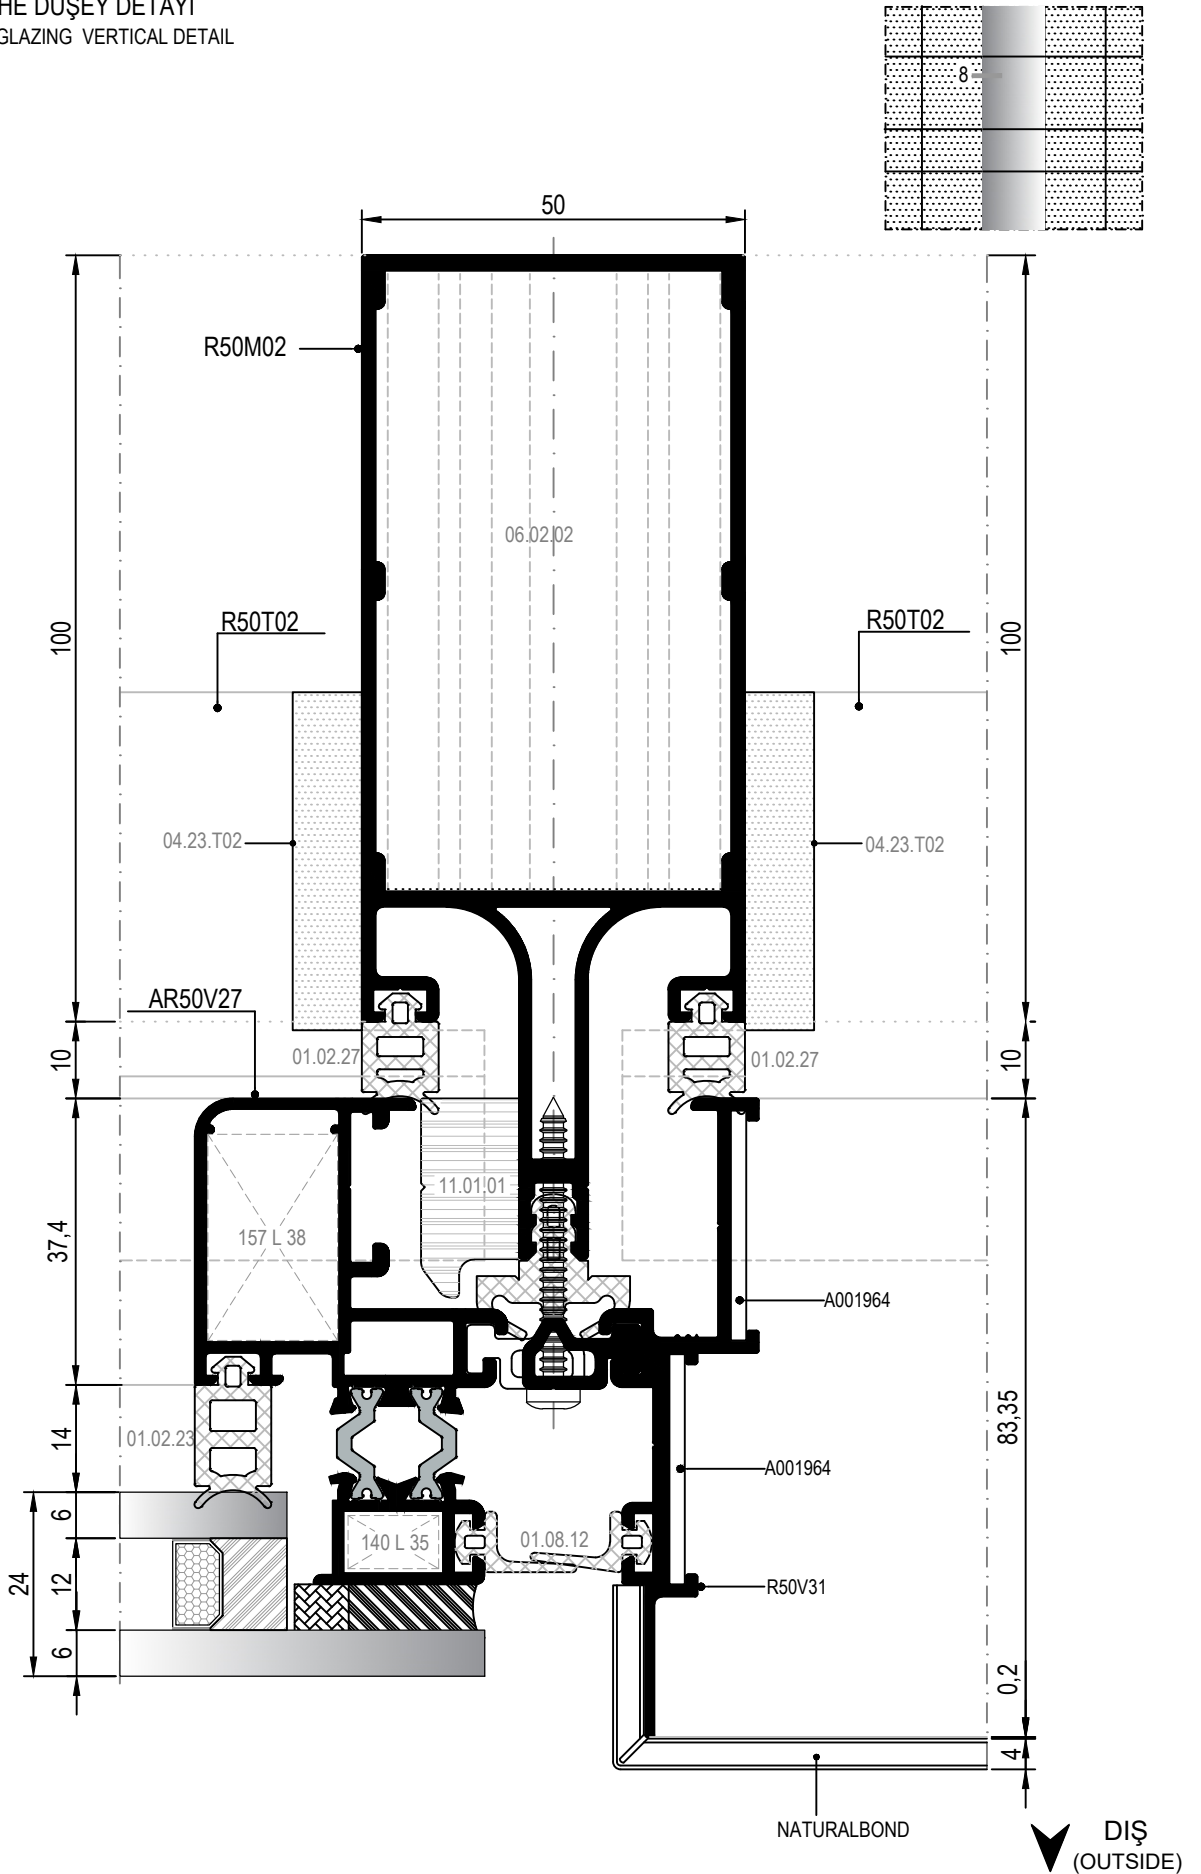 HE DÜŞEY DETAYI
GLAZING VERTICAL DETAIL
8
50
R50M02
06.02.02
R50T02
R50T02
100
100
04.23.T02
04.23.T02
AR50V27
01.02.27
01.02.27
10
10
11.01.01
157 L 38
37,4
A001964
83,35
14
01.02.23
A001964
6
140 L 35
01.08.12
24
12
R50V31
6
0,2
4
NATURALBOND
DIŞ
(OUTSIDE)